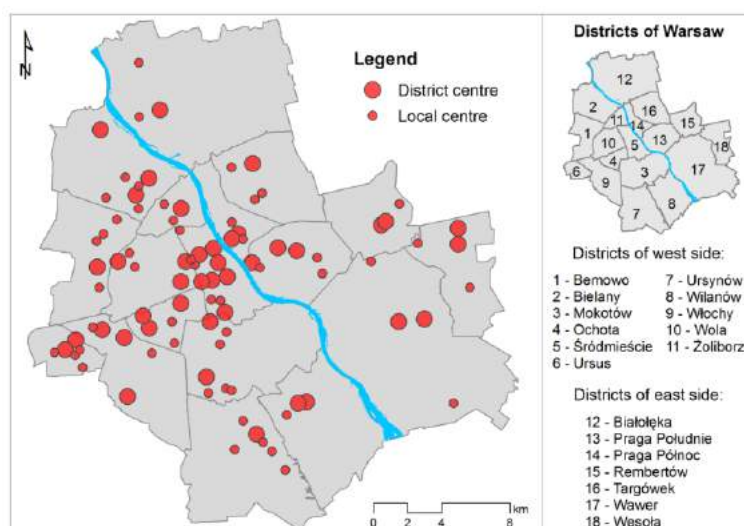 N
Legend
District centre
Local centre
km
0 2 4 8
Districts of Warsaw
12
2
16
11
14
15
1
10
5
13
18
4
6
9
3
17
7
8
Districts of west side:
1 - Bemowo 7 - Ursynów
2 - Bielany 8 - Wilanów
3 - Mokotów 9 - Włochy
4 - Ochota 10 - Wola
5 - Śródmieście 11 - Żoliborz
6 - Ursus
Districts of east side:
12 - Białołęka
13 - Praga Południe
14 - Praga Północ
15 - Rembertów
16 - Targówek
17 - Wawer
18 - Wesoła